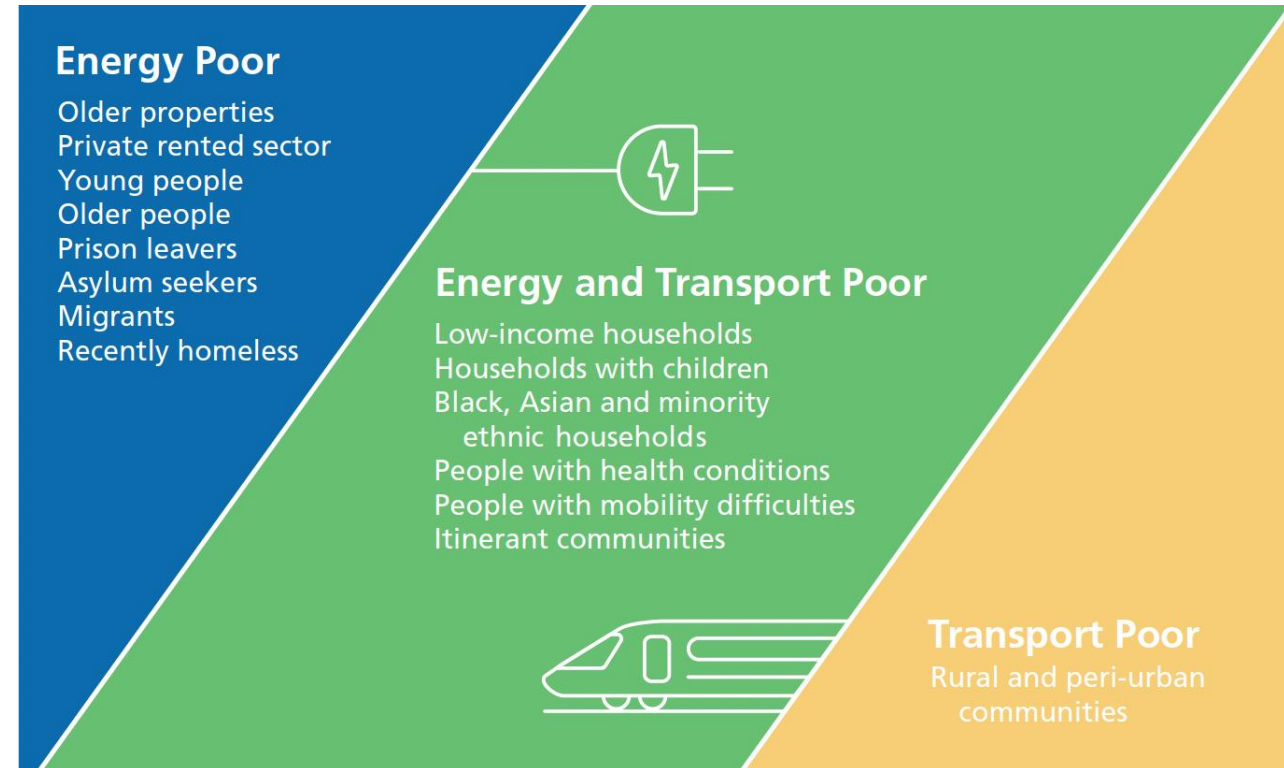 Energy Poor
Older properties
Private rented sector
Young people
Older people
Prison leavers
Asylum seekers
Migrants
Recently homeless
Energy and Transport Poor
Low-income households
Households with children
Black, Asian and minority
ethnic households
People with health conditions
People with mobility difficulties
Itinerant communities
Transport Poor
Rural and peri-urban
communities